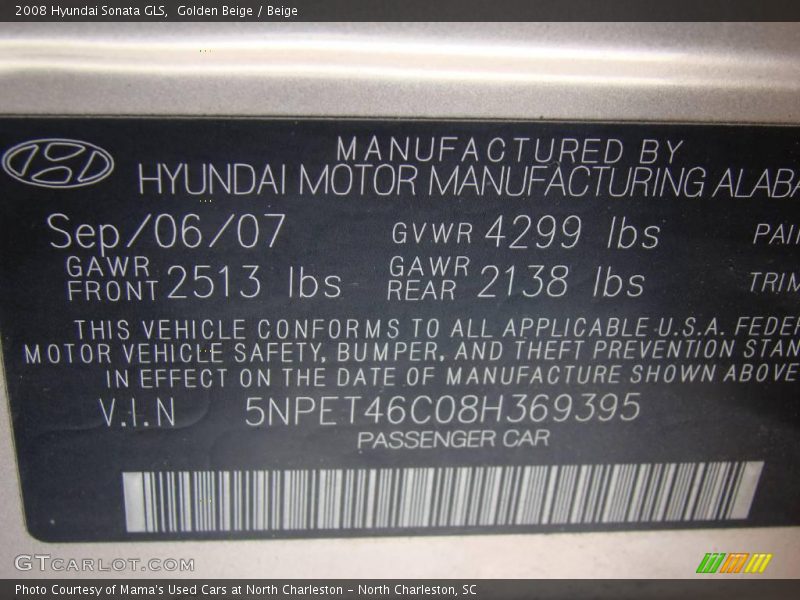 2008 Hyundai Sonata GLS, Golden Beige / Beige
MANUFACTURED BY
HYUNDAI MOTOR MANUFACTURING ALABA
Sep/06/07 GVWR 4299 lbs PAI
GAWR FRONT 2513 lbs GAWR REAR 2138 lbs TRIM
THIS VEHICLE CONFORMS TO ALL APPLICABLE U.S.A. FEDER
MOTOR VEHICLE SAFETY, BUMPER, AND THEFT PREVENTION STAN
IN EFFECT ON THE DATE OF MANUFACTURE SHOWN ABOVE
V.I.N 5NPET46C08H369395
PASSENGER CAR
GTCARLOT.COM
Photo Courtesy of Mama's Used Cars at North Charleston - North Charleston, SC